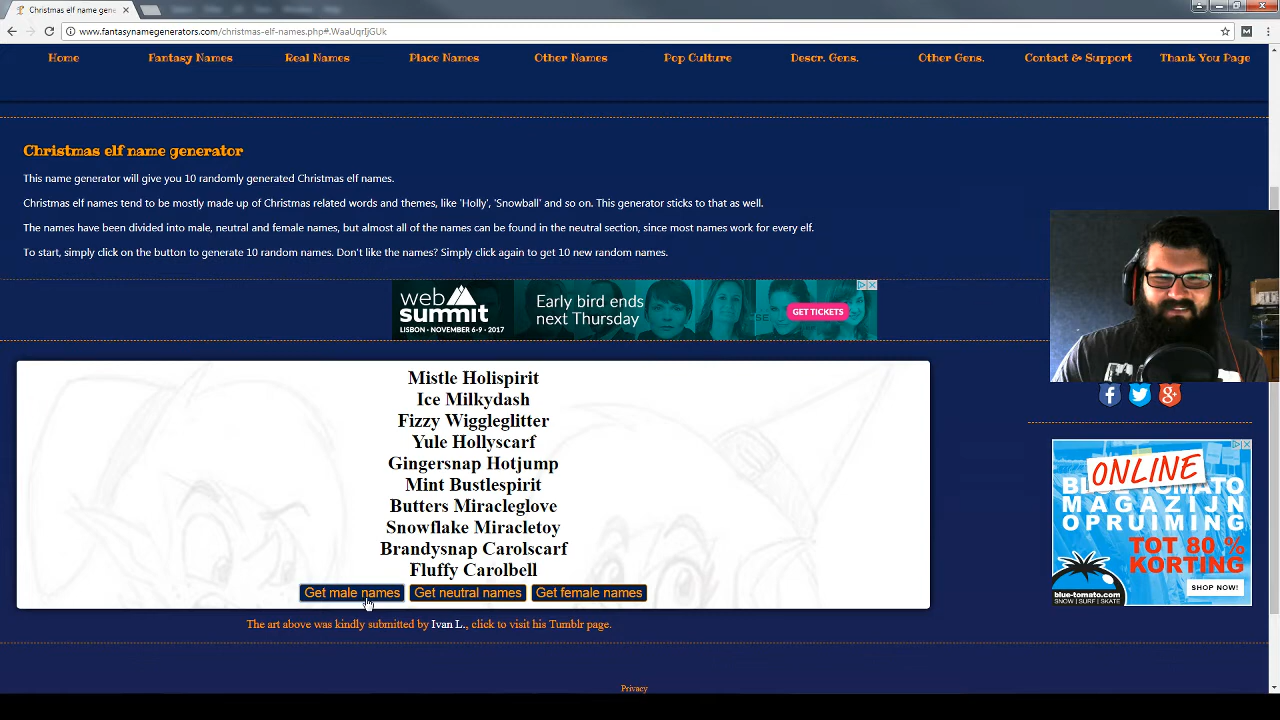 Christmas elf name gene
www.fantasynamegenerators.com/christmas-elf-names.php#.WaaUqrIjGUk
Home
Fantasy Names
Real Names
Place Names
Other Names
Pop Culture
Descr. Gens.
Other Gens.
Contact & Support
Thank You Page
Christmas elf name generator
This name generator will give you 10 randomly generated Christmas elf names.
Christmas elf names tend to be mostly made up of Christmas related words and themes, like 'Holly', 'Snowball' and so on. This generator sticks to that as well.
The names have been divided into male, neutral and female names, but almost all of the names can be found in the neutral section, since most names work for every elf.
To start, simply click on the button to generate 10 random names. Don't like the names? Simply click again to get 10 new random names.
web
summit
LISBON • NOVEMBER 6-9 • 2017
Early bird ends
next Thursday
GET TICKETS
Mistle Holispirit
Ice Milkydash
Fizzy Wiggleglitter
Yule Hollyscarf
Gingersnap Hotjump
Mint Bustlespirit
Butters Miracleglove
Snowflake Miracletoy
Brandysnap Carolscarf
Fluffy Carolbell
Get male names
Get neutral names
Get female names
The art above was kindly submitted by Ivan L., click to visit his Tumblr page.
Privacy
ONLINE
BLUE TOMATO
MAGAZIJN
OPRUIMING
TOT 80 %
KORTING
blue-tomato.com
SNOW | SURF | SKATE
SHOP NOW!